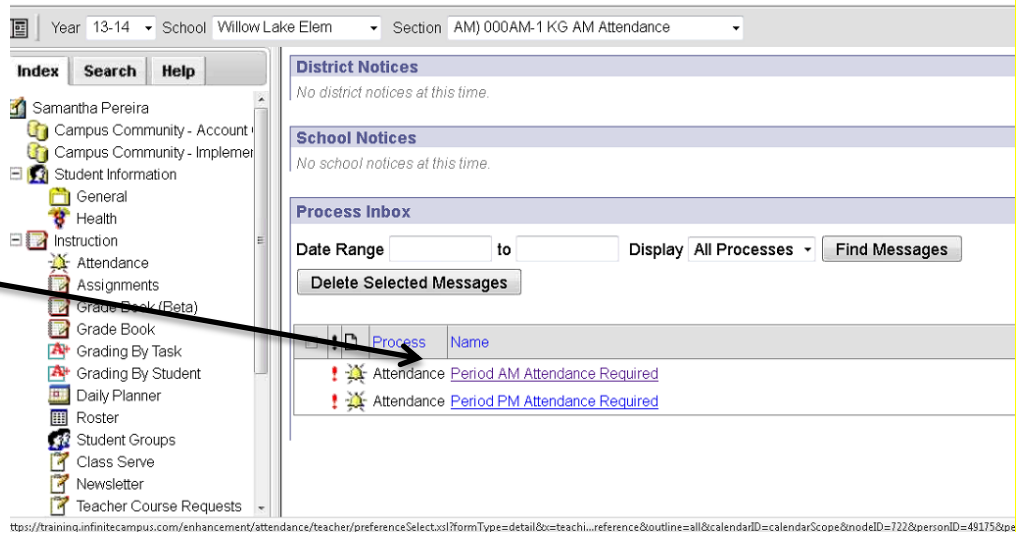 Year 13-14 School Willow Lake Elem Section AM) 000AM-1 KG AM Attendance
Index Search Help
Samantha Pereira
Campus Community - Account
Campus Community - Implemen
Student Information
General
Health
Instruction
Attendance
Assignments
Grade Book (Beta)
Grade Book
Grading By Task
Grading By Student
Daily Planner
Roster
Student Groups
Class Serve
Newsletter
Teacher Course Requests
District Notices
No district notices at this time.
School Notices
No school notices at this time.
Process Inbox
Date Range to Display All Processes Find Messages
Delete Selected Messages
! Process Name
! Attendance Period AM Attendance Required
! Attendance Period PM Attendance Required
ttps://training.infinitecampus.com/enhancement/attendance/teacher/preferenceSelect.xsl?formType=detail&x=teachi...reference&outline=all&calendarID=calendarScope&nodeID=722&personID=49175&pe